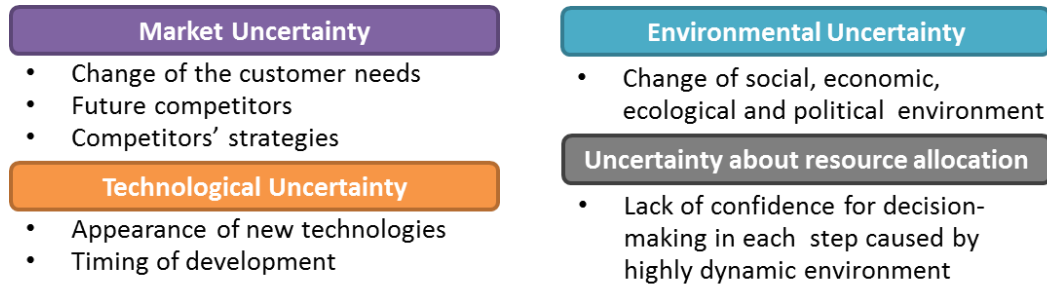 Market Uncertainty
• Change of the customer needs
• Future competitors
• Competitors’ strategies
Technological Uncertainty
• Appearance of new technologies
• Timing of development
Environmental Uncertainty
• Change of social, economic,
ecological and political environment
Uncertainty about resource allocation
• Lack of confidence for decision-
making in each step caused by
highly dynamic environment